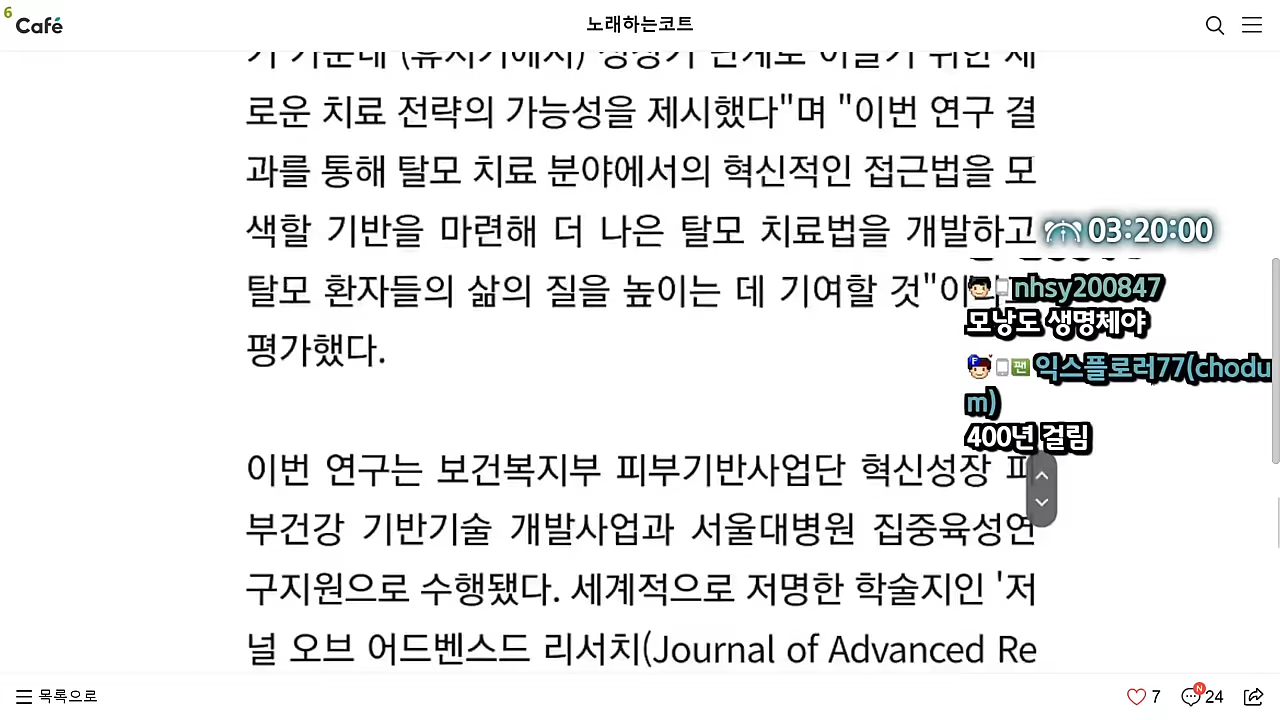 6
Café
노래하는코트
로운 치료 전략의 가능성을 제시했다"며 "이번 연구 결
과를 통해 탈모 치료 분야에서의 혁신적인 접근법을 모
색할 기반을 마련해 더 나은 탈모 치료법을 개발하고
03:20:00
탈모 환자들의 삶의 질을 높이는 데 기여할 것"이
평가했다.
nhsy200847
모낭도 생명체야
팬
익스플로러77(chodu
m)
400년 걸림
이번 연구는 보건복지부 피부기반사업단 혁신성장 피
부건강 기반기술 개발사업과 서울대병원 집중육성연
구지원으로 수행됐다. 세계적으로 저명한 학술지인 '저
널 오브 어드벤스드 리서치(Journal of Advanced Re
목록으로
7
N
24